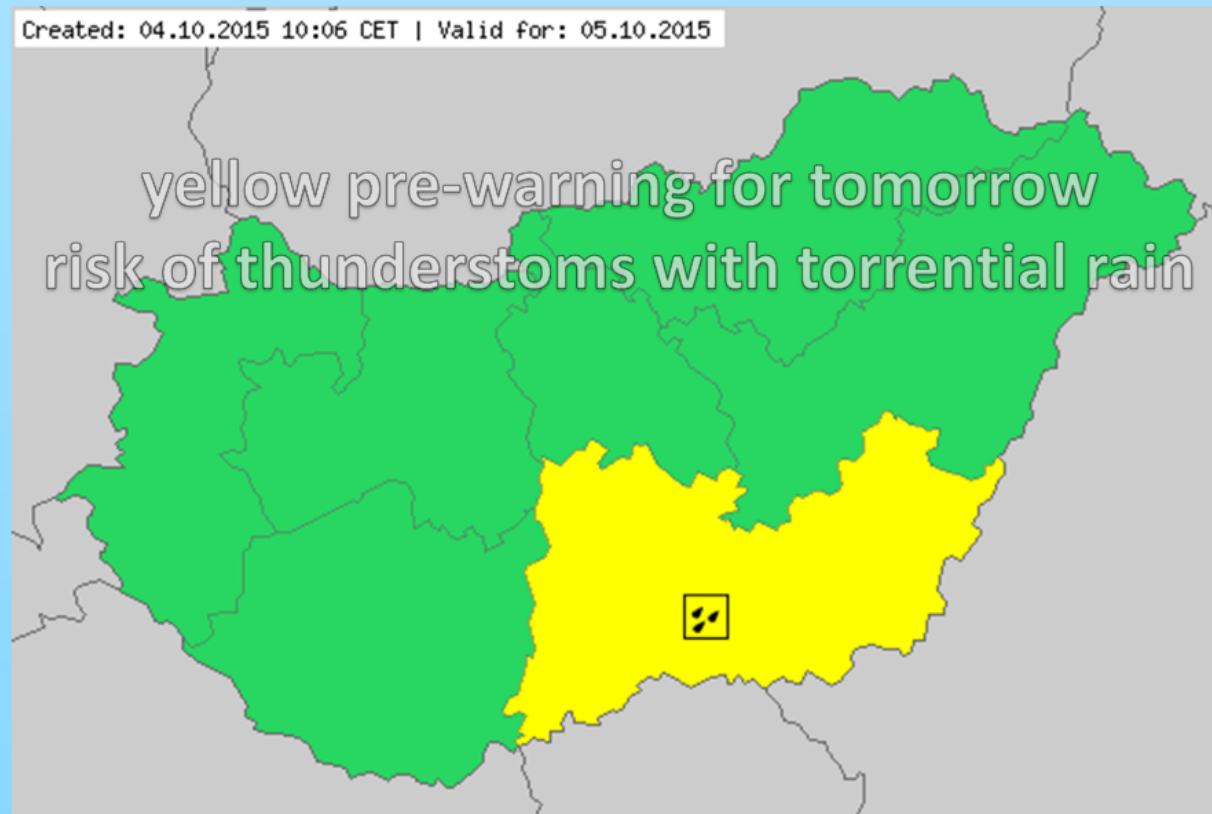 Created: 04.10.2015 10:06 CET | Valid for: 05.10.2015
yellow pre-warning for tomorrow
risk of thunderstoms with torrential rain